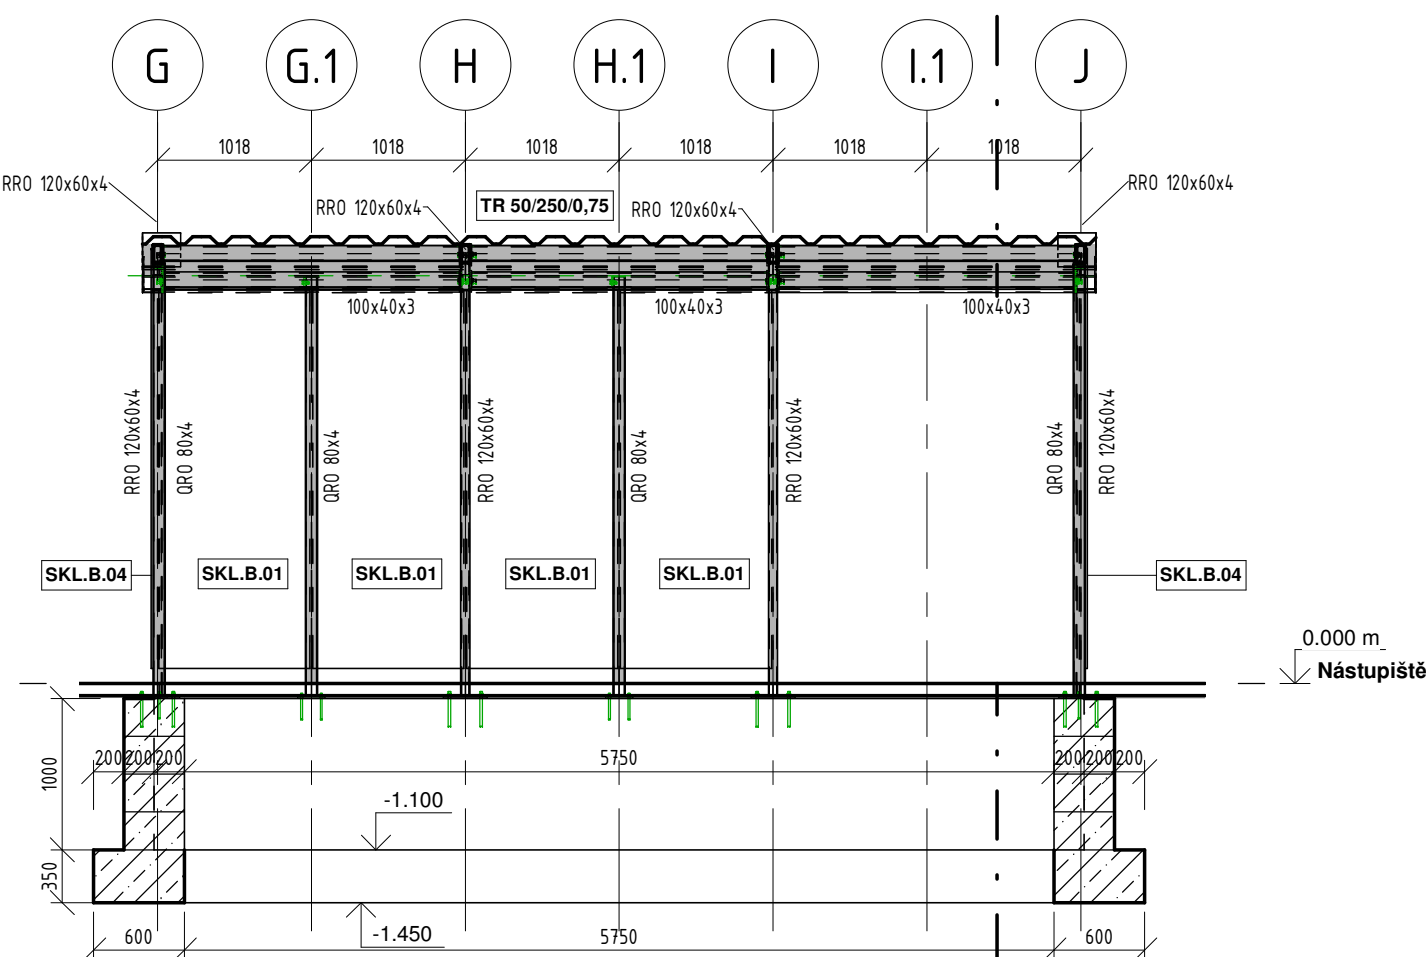 G G.1 H H.1 I I.1 J
1018 1018 1018 1018 1018 1018
RRO 120x60x4 RRO 120x60x4
RRO 120x60x4 TR 50/250/0,75 RRO 120x60x4
100x40x3 100x40x3 100x40x3
RRO 120x60x4
QRO 80x4
QRO 80x4
RRO 120x60x4
QRO 80x4
RRO 120x60x4
QRO 80x4
RRO 120x60x4
SKL.B.04 SKL.B.01 SKL.B.01 SKL.B.01 SKL.B.01 SKL.B.04
0.000 m
Nástupiště
200 200 200 5750 200 200 200
1000
-1.100
350
-1.450
600 5750 600